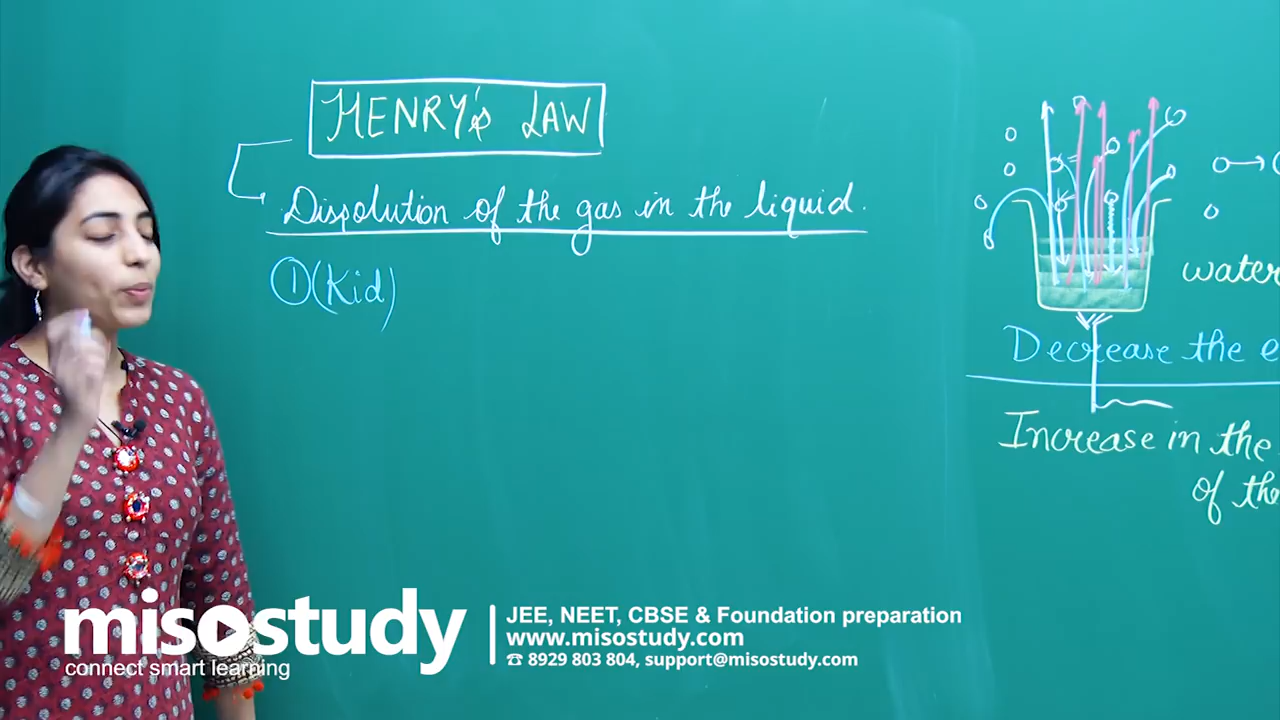 HENRY's LAW
Dissolution of the gas in the liquid.
① (Kid)
water
Decrease the e
Increase in the
of the
misostudy
connect smart learning
JEE, NEET, CBSE & Foundation preparation
www.misostudy.com
☎ 8929 803 804, support@misostudy.com